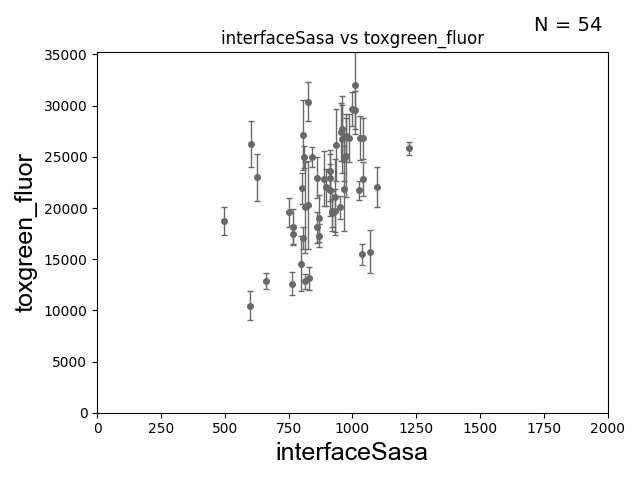 N = 54
interfaceSasa vs toxgreen_fluor
toxgreen_fluor
35000
30000
25000
20000
15000
10000
5000
0
0 250 500 750 1000 1250 1500 1750 2000
interfaceSasa